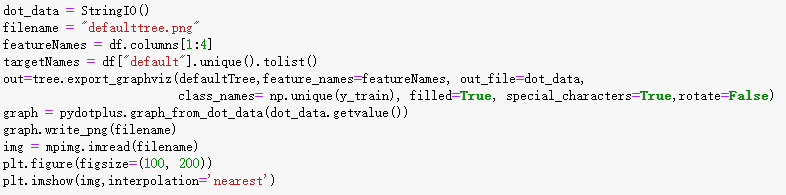 dot_data = StringIO()
filename = "defaulttree.png"
featureNames = df.columns[1:4]
targetNames = df["default"].unique().tolist()
out=tree.export_graphviz(defaultTree,feature_names=featureNames, out_file=dot_data,
class_names= np.unique(y_train), filled=True, special_characters=True,rotate=False)
graph = pydotplus.graph_from_dot_data(dot_data.getvalue())
graph.write_png(filename)
img = mpimg.imread(filename)
plt.figure(figsize=(100, 200))
plt.imshow(img,interpolation='nearest')